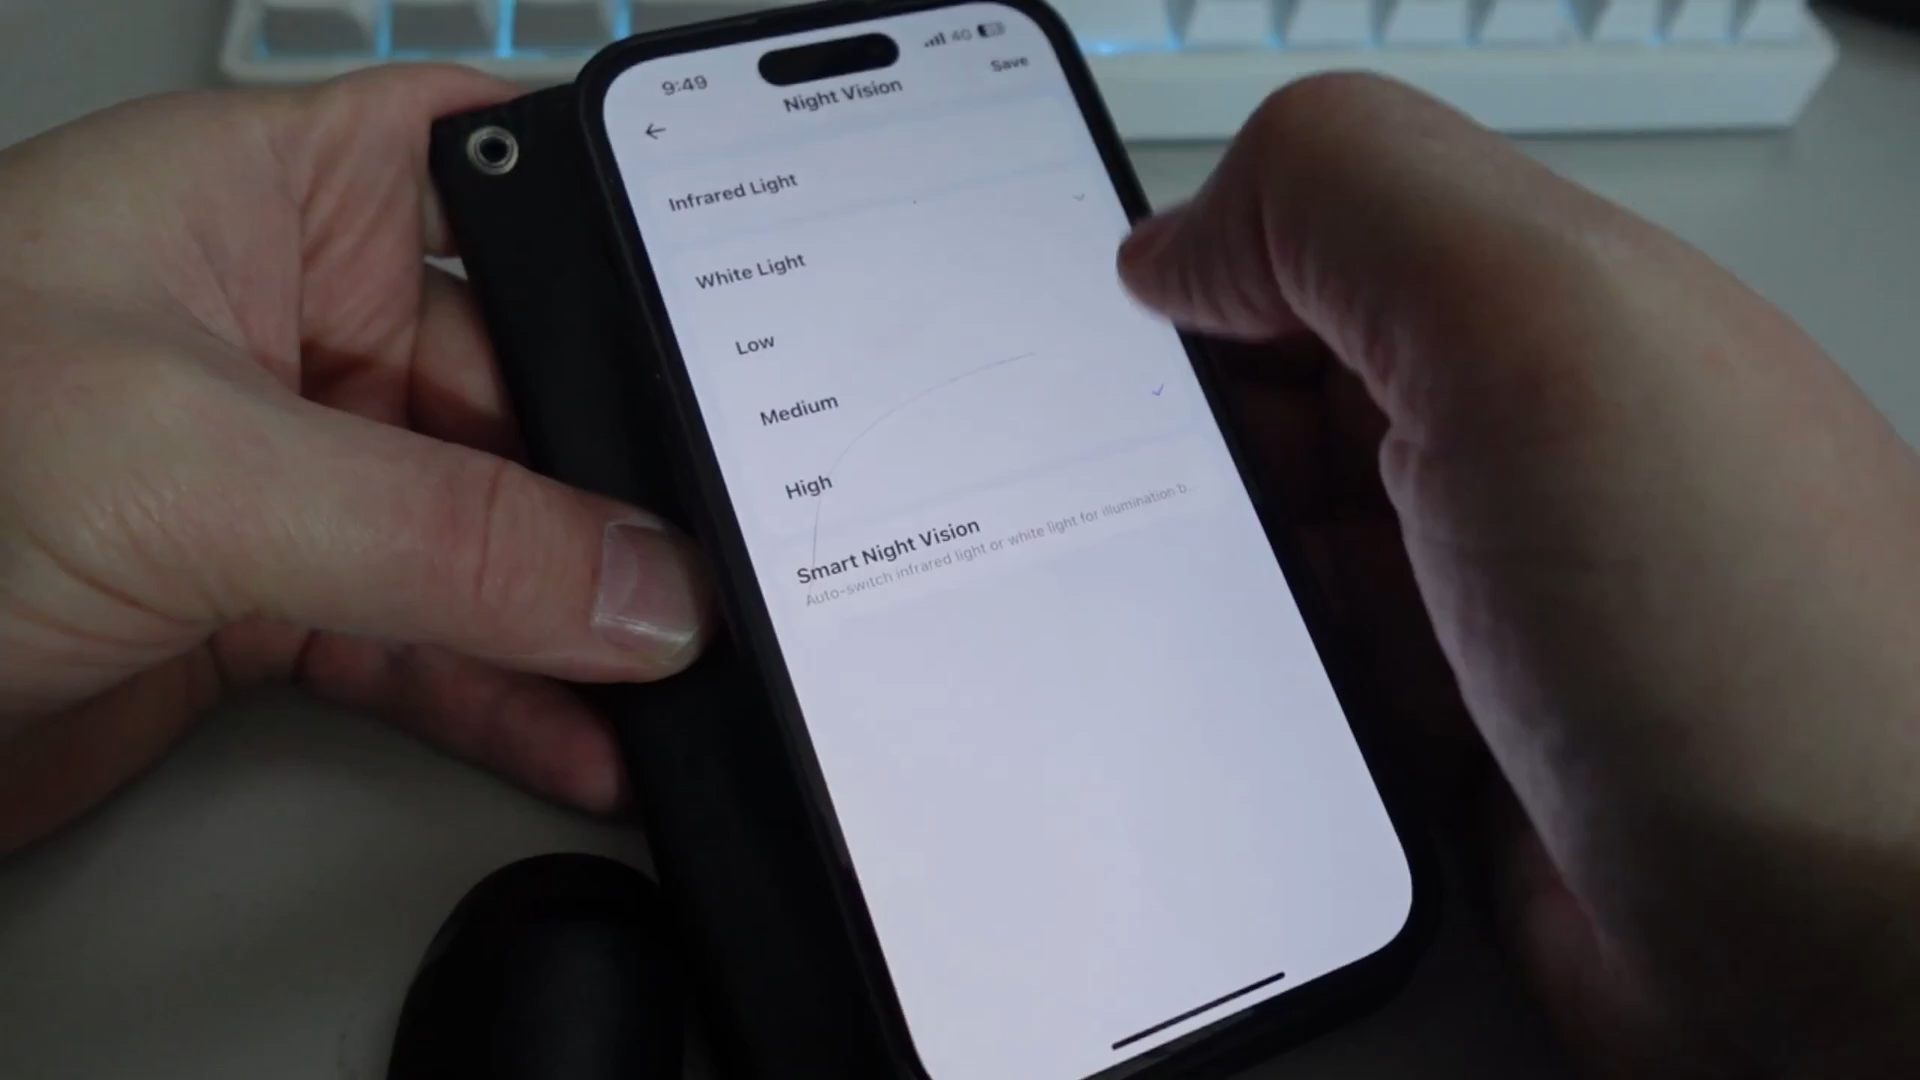 9:49
4G
Night Vision
Save
Infrared Light
White Light
Low
Medium
High
Smart Night Vision
Auto-switch infrared light or white light for illumination b...